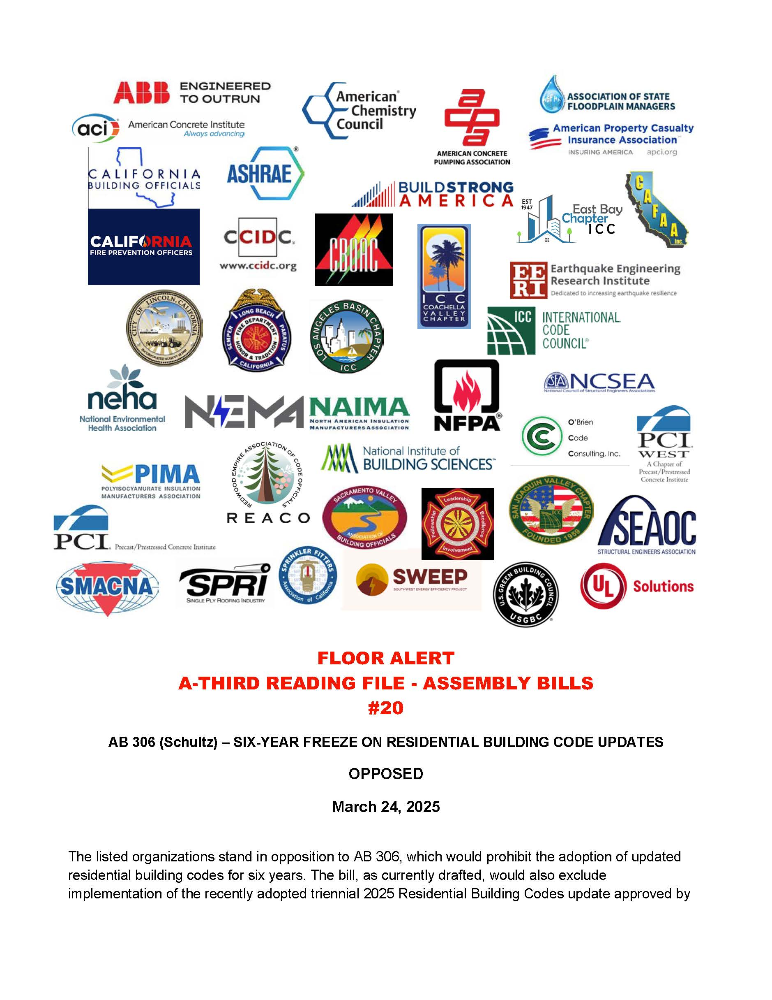 ABB ENGINEERED
TO OUTRUN
American®
Chemistry
Council
acpa
AMERICAN CONCRETE
PUMPING ASSOCIATION
ASSOCIATION OF STATE
FLOODPLAIN MANAGERS
aci American Concrete Institute
Always advancing
American Property Casualty
Insurance Association
INSURING AMERICA apci.org
CALIFORNIA
BUILDING OFFICIALS
ASHRAE ®
BUILDSTRONG
AMERICA
EST
1947
East Bay
Chapter
ICC
CAFAA
Inc.
CALIFORNIA
FIRE PREVENTION OFFICERS
CCIDC
www.ccidc.org
CBOAC
ICC
COACHELLA
VALLEY
CHAPTER
EERI
Earthquake Engineering
Research Institute
Dedicated to increasing earthquake resilience
CITY OF LINCOLN, CALIFORNIA
INCORPORATED AUGUST 18, 1890
LONG BEACH
FIRE DEPARTMENT
SEMPER PARATUS
HONOR & TRADITION
CALIFORNIA
LOS ANGELES BASIN CHAPTER
ICC
ICC INTERNATIONAL
CODE
COUNCIL®
neha
National Environmental
Health Association
NEMA
NAIMA
NORTH AMERICAN INSULATION
MANUFACTURERS ASSOCIATION
NFPA®
SEA NCSEA
National Council of Structural Engineers Associations
O'Brien
Code
Consulting, Inc.
PCI
WEST
A Chapter of
Precast/Prestressed
Concrete Institute
PIMA
POLYISOCYANURATE INSULATION
MANUFACTURERS ASSOCIATION
REDWOOD EMPIRE ASSOCIATION OF CODE OFFICIALS
REACO
National Institute of
BUILDING SCIENCES™
SACRAMENTO VALLEY
ASSOCIATION OF
BUILDING OFFICIALS
Leadership
Fellowship
Excellence
Involvement
SAN JOAQUIN VALLEY CHAPTER
ICC
FOUNDED 1959
SEAOC
STRUCTURAL ENGINEERS ASSOCIATION
PCI Precast/Prestressed Concrete Institute
SMACNA
SPRI
SINGLE PLY ROOFING INDUSTRY
SPRINKLER FITTERS
Association of California
SWEEP
SOUTHWEST ENERGY EFFICIENCY PROJECT
U.S. GREEN BUILDING COUNCIL
USGBC ®
UL Solutions
FLOOR ALERT
A-THIRD READING FILE - ASSEMBLY BILLS
#20
AB 306 (Schultz) – SIX-YEAR FREEZE ON RESIDENTIAL BUILDING CODE UPDATES
OPPOSED
March 24, 2025
The listed organizations stand in opposition to AB 306, which would prohibit the adoption of updated
residential building codes for six years. The bill, as currently drafted, would also exclude
implementation of the recently adopted triennial 2025 Residential Building Codes update approved by